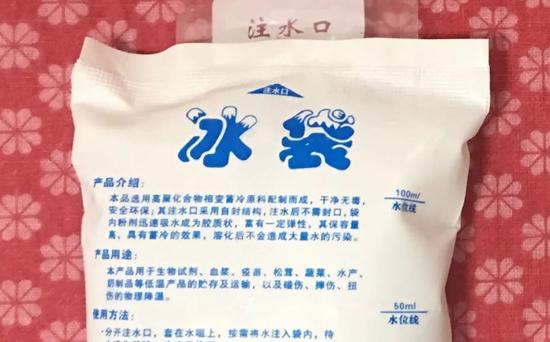 注水口
注水口
冰袋
产品介绍：
本品选用高聚化合物相变蓄冷原料配制而成，干净无毒，
安全环保；其注水口采用自封结构，注水后不需封口，袋
内粉剂迅速吸水成为胶质状，富有一定弹性，其保容量
高，具有蓄冷的效果，溶化后不会造成大量水的污染。
100ml
水位线
产品用途：
本产品用于生物试剂、血浆、疫苗、松茸、蔬菜、水产、
奶制品等低温产品的贮存及运输，以及碰伤、摔伤、扭
伤的物理降温。
50ml
水位线
使用方法：
·分开注水口，套在水咀上，按需将水注入袋内，待